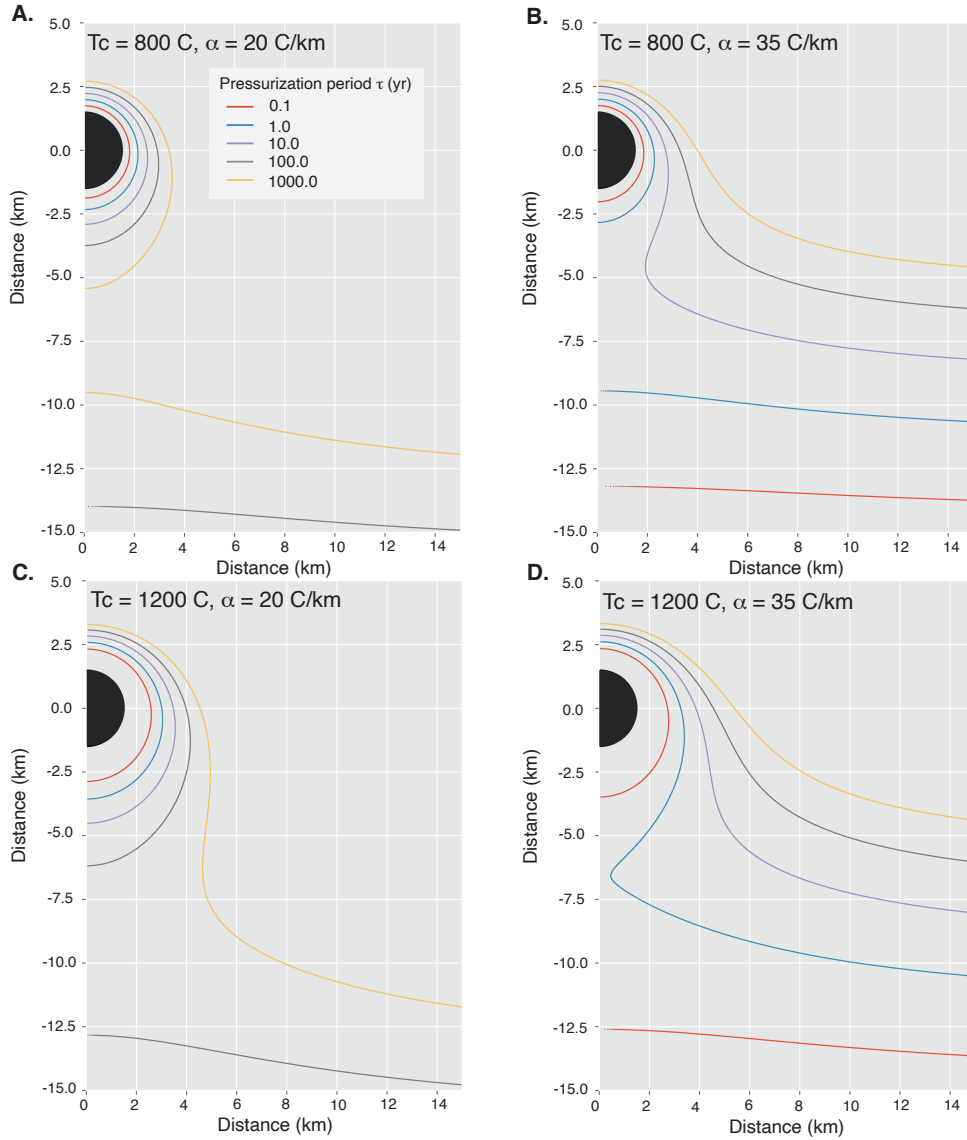 A.
Tc = 800 C, α = 20 C/km
Pressurization period τ (yr)
0.1
1.0
10.0
100.0
1000.0
5.0
2.5
0.0
-2.5
-5.0
-7.5
-10.0
-12.5
-15.0
Distance (km)
0 2 4 6 8 10 12 14
Distance (km)
B.
Tc = 800 C, α = 35 C/km
5.0
2.5
0.0
-2.5
-5.0
-7.5
-10.0
-12.5
-15.0
Distance (km)
0 2 4 6 8 10 12 14
Distance (km)
C.
Tc = 1200 C, α = 20 C/km
5.0
2.5
0.0
-2.5
-5.0
-7.5
-10.0
-12.5
-15.0
Distance (km)
0 2 4 6 8 10 12 14
Distance (km)
D.
Tc = 1200 C, α = 35 C/km
5.0
2.5
0.0
-2.5
-5.0
-7.5
-10.0
-12.5
-15.0
Distance (km)
0 2 4 6 8 10 12 14
Distance (km)